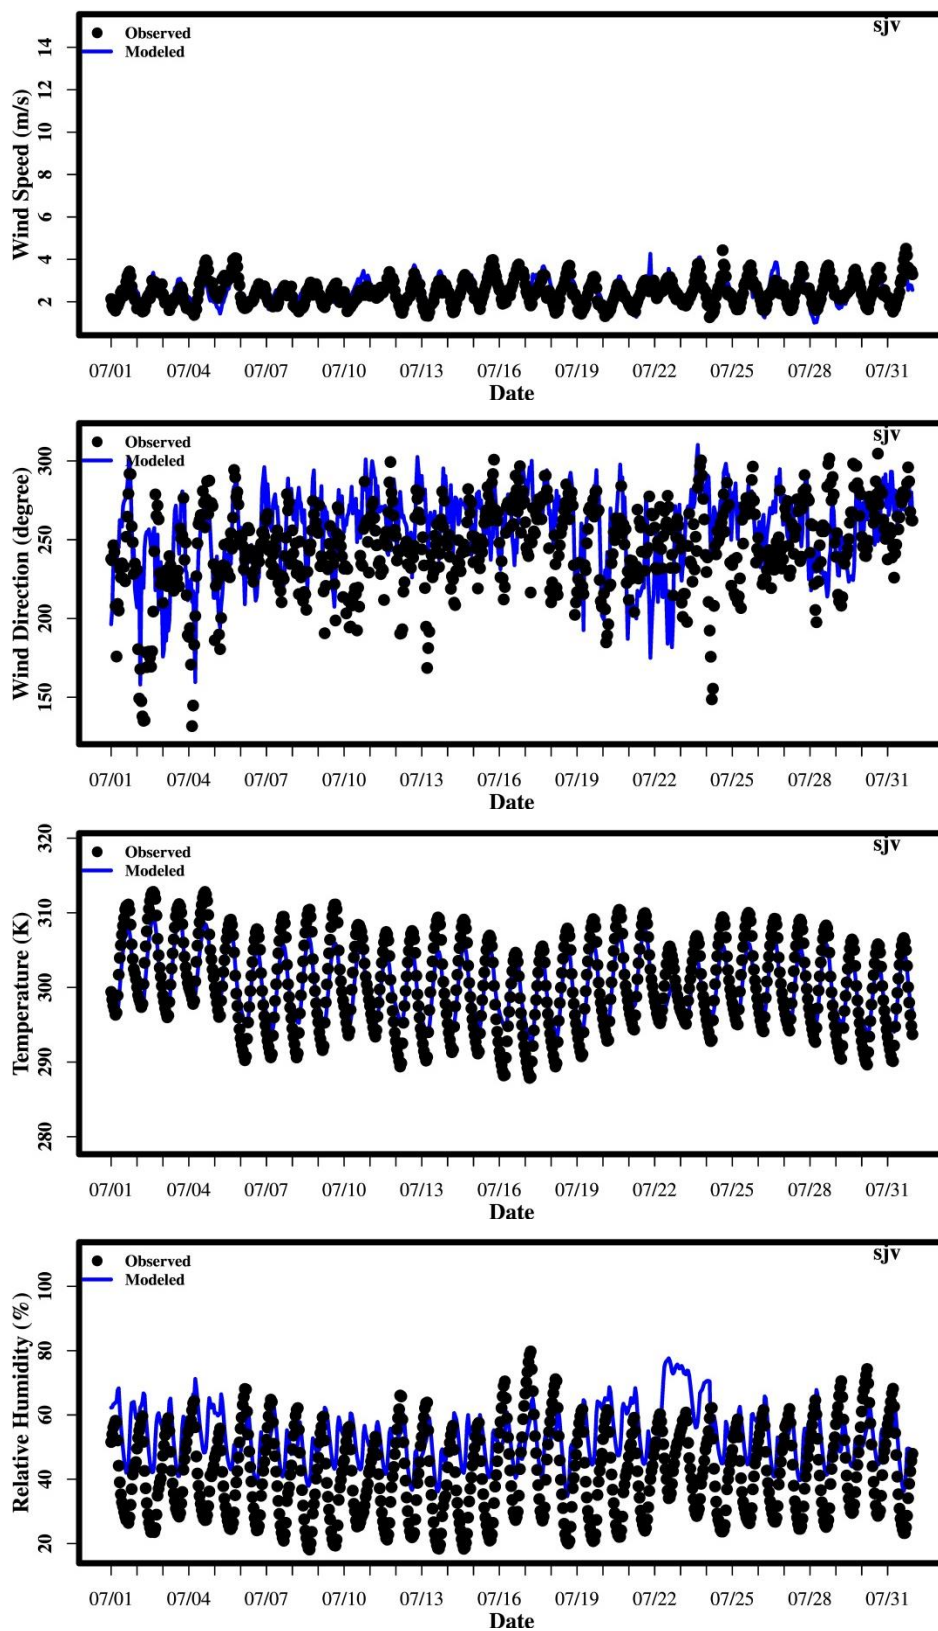 sjv
Observed
Modeled
Wind Speed (m/s)
2 4 6 8 10 12 14
07/01 07/04 07/07 07/10 07/13 07/16 07/19 07/22 07/25 07/28 07/31
Date
sjv
Observed
Modeled
Wind Direction (degree)
150 200 250 300
07/01 07/04 07/07 07/10 07/13 07/16 07/19 07/22 07/25 07/28 07/31
Date
sjv
Observed
Modeled
Temperature (K)
280 290 300 310 320
07/01 07/04 07/07 07/10 07/13 07/16 07/19 07/22 07/25 07/28 07/31
Date
sjv
Observed
Modeled
Relative Humidity (%)
20 40 60 80 100
07/01 07/04 07/07 07/10 07/13 07/16 07/19 07/22 07/25 07/28 07/31
Date